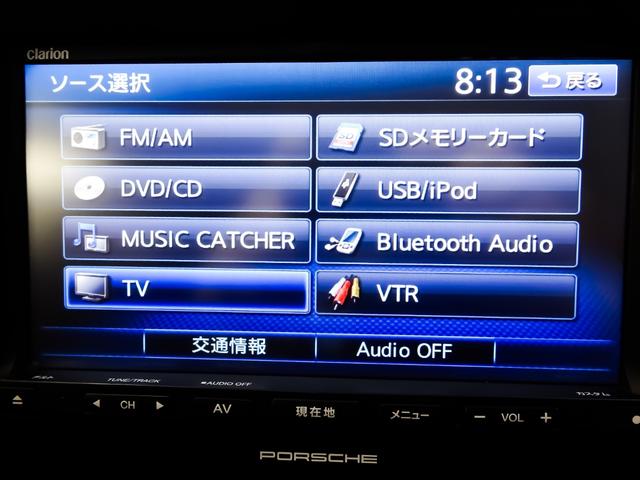 clarion
ソース選択 8:13 戻る
FM/AM SDメモリーカード
DVD/CD USB/iPod
MUSIC CATCHER Bluetooth Audio
TV VTR
交通情報 Audio OFF
TUNE/TRACK AUDIO OFF
CH AV 現在地 メニュー VOL
PORSCHE